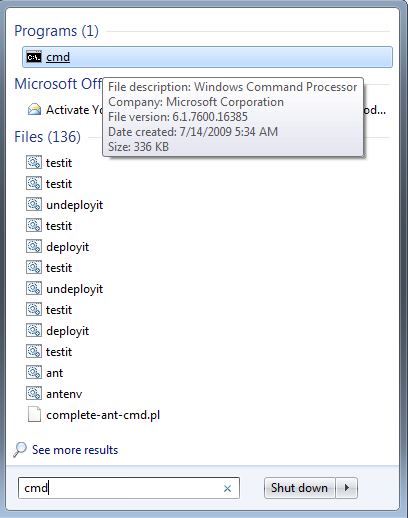 Programs (1)
cmd
Microsoft Off
File description: Windows Command Processor
Company: Microsoft Corporation
File version: 6.1.7600.16385
Date created: 7/14/2009 5:34 AM
Size: 336 KB
Activate Yo
od...
Files (136)
testit
testit
undeployit
testit
deployit
testit
undeployit
testit
deployit
testit
ant
antenv
complete-ant-cmd.pl
See more results
cmd
Shut down